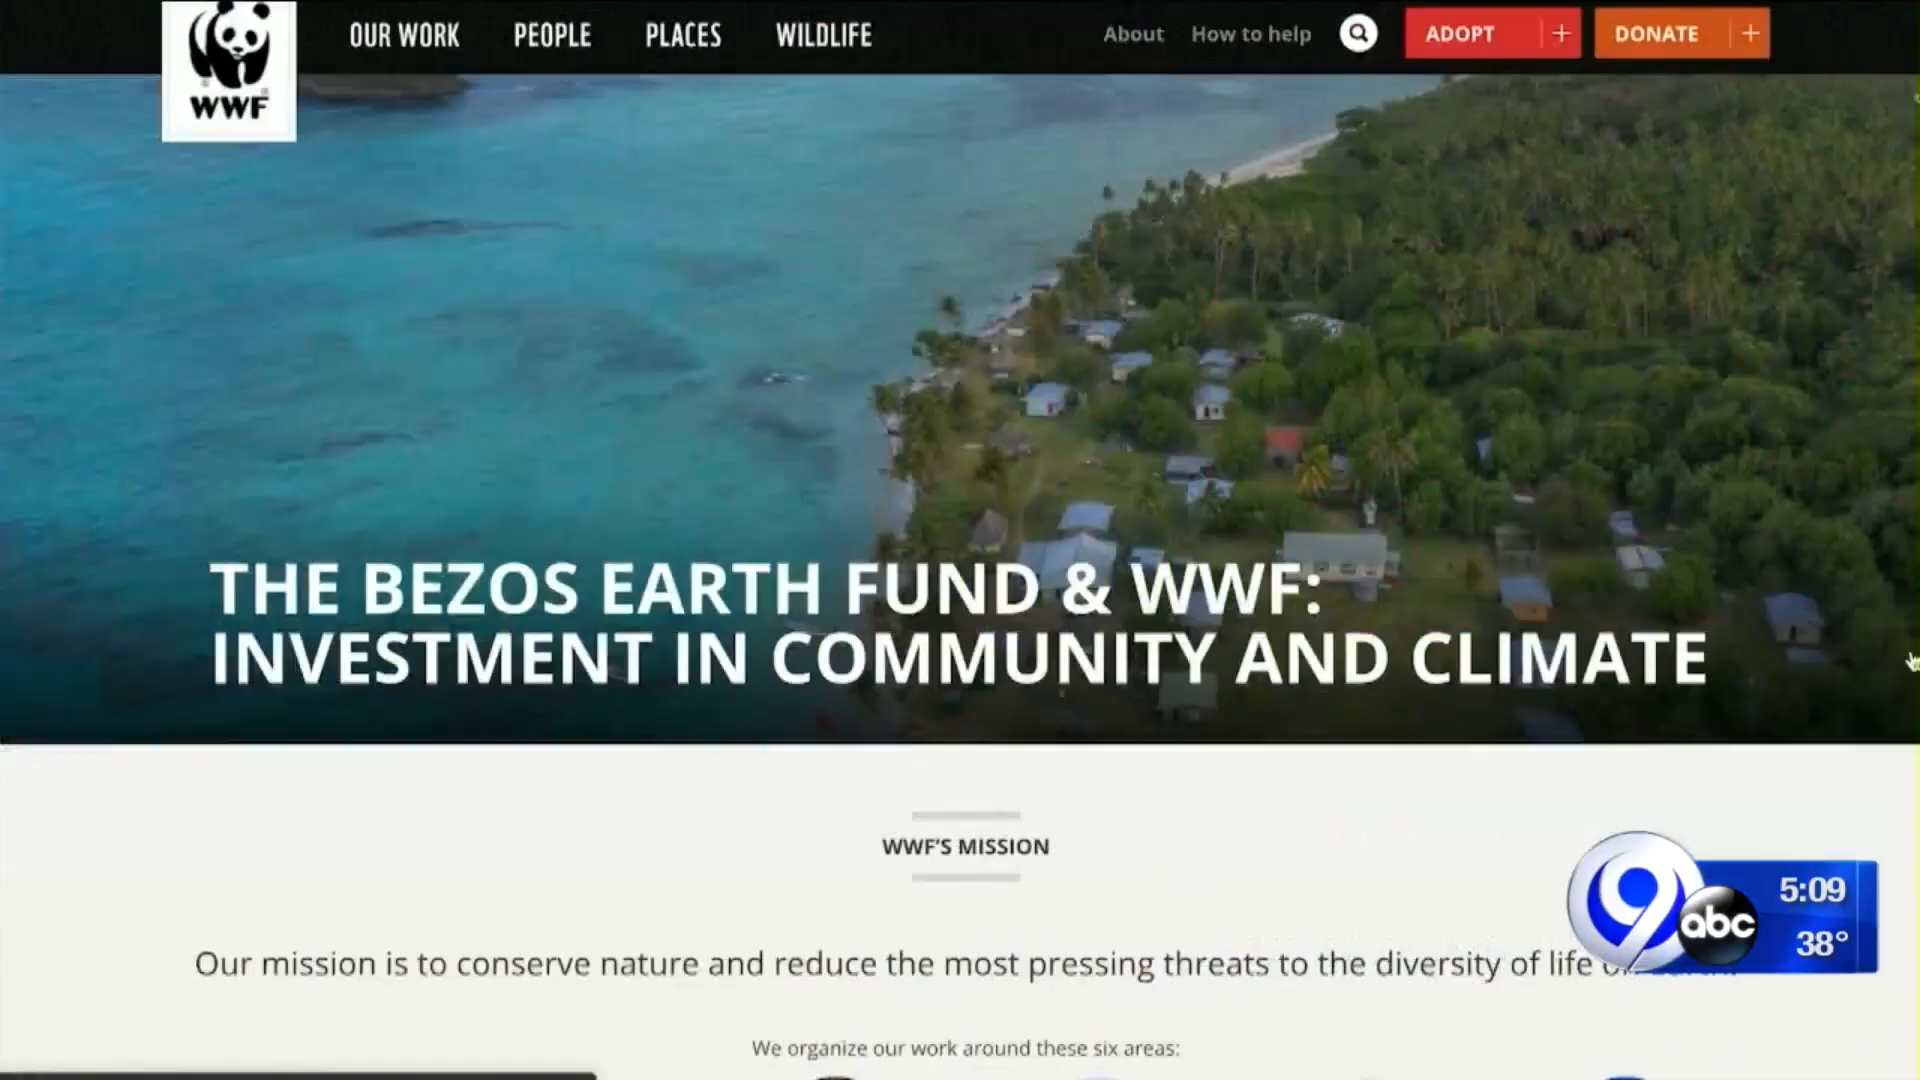 WWF
OUR WORK
PEOPLE
PLACES
WILDLIFE
About
How to help
ADOPT
DONATE
THE BEZOS EARTH FUND & WWF:
INVESTMENT IN COMMUNITY AND CLIMATE
WWF'S MISSION
Our mission is to conserve nature and reduce the most pressing threats to the diversity of life
We organize our work around these six areas:
9
abc
5:09
38°